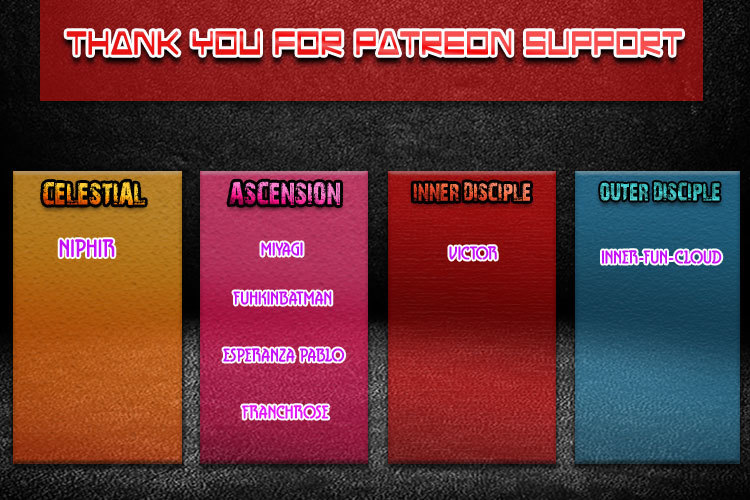 THANK YOU FOR PATREON SUPPORT
CELESTIAL
NIPHIR
ASCENSION
MIYAGI
FUHKINBATMAN
ESPERANZA PABLO
FRANCHROSE
INNER DISCIPLE
VICTOR
OUTER DISCIPLE
INNER-FUN-CLOUD